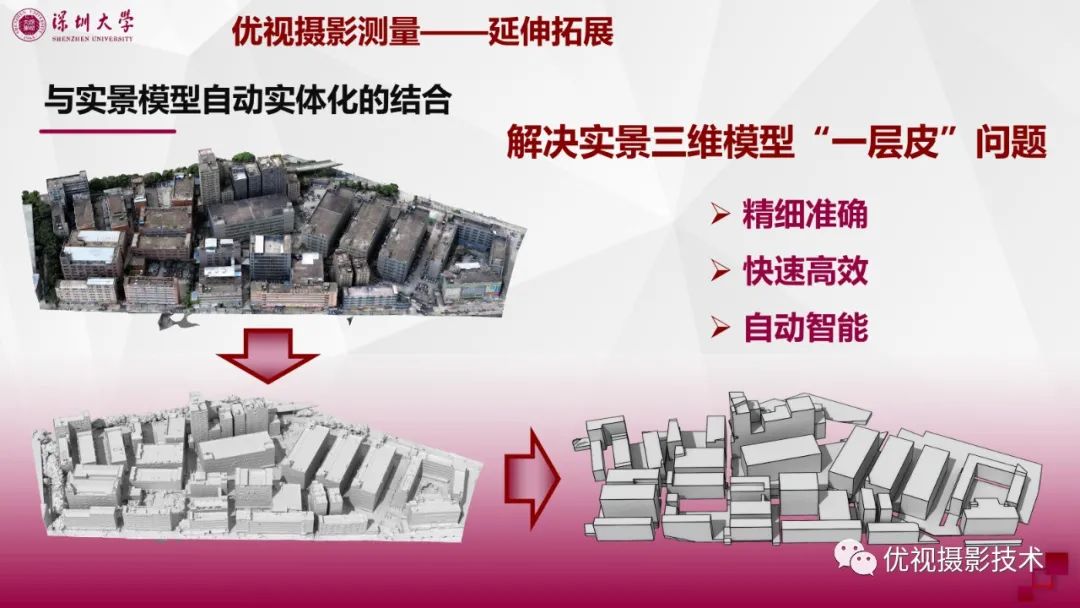 深圳大学
SHENZHEN UNIVERSITY
优视摄影测量——延伸拓展
与实景模型自动实体化的结合
解决实景三维模型“一层皮”问题
精细准确
快速高效
自动智能
优视摄影技术